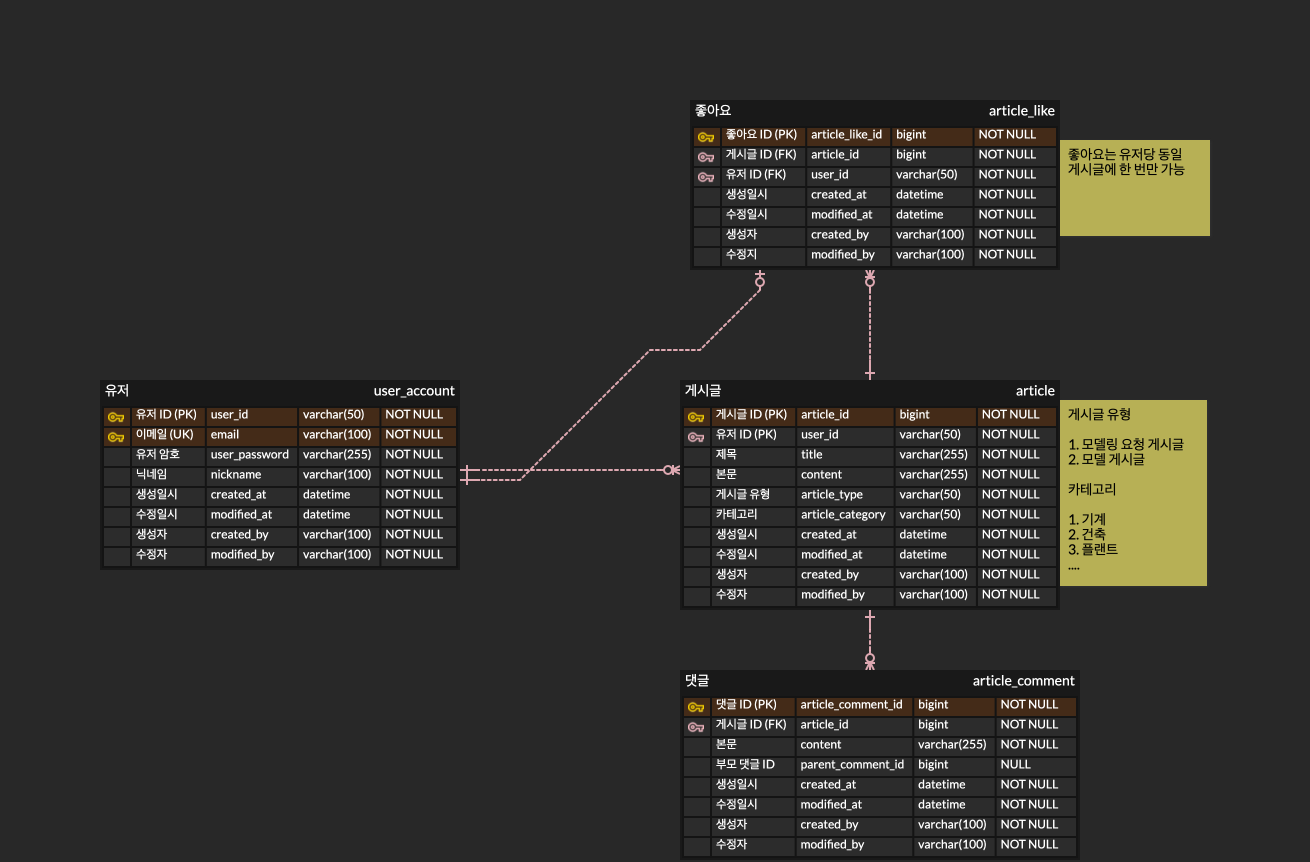 좋아요 article_like
좋아요 ID (PK) article_like_id bigint NOT NULL
게시글 ID (FK) article_id bigint NOT NULL
유저 ID (FK) user_id varchar(50) NOT NULL
생성일시 created_at datetime NOT NULL
수정일시 modified_at datetime NOT NULL
생성자 created_by varchar(100) NOT NULL
수정지 modified_by varchar(100) NOT NULL
좋아요는 유저당 동일
게시글에 한 번만 가능
유저 user_account
유저 ID (PK) user_id varchar(50) NOT NULL
이메일 (UK) email varchar(100) NOT NULL
유저 암호 user_password varchar(255) NOT NULL
닉네임 nickname varchar(100) NOT NULL
생성일시 created_at datetime NOT NULL
수정일시 modified_at datetime NOT NULL
생성자 created_by varchar(100) NOT NULL
수정자 modified_by varchar(100) NOT NULL
게시글 article
게시글 ID (PK) article_id bigint NOT NULL
유저 ID (PK) user_id varchar(50) NOT NULL
제목 title varchar(255) NOT NULL
본문 content varchar(255) NOT NULL
게시글 유형 article_type varchar(50) NOT NULL
카테고리 article_category varchar(50) NOT NULL
생성일시 created_at datetime NOT NULL
수정일시 modified_at datetime NOT NULL
생성자 created_by varchar(100) NOT NULL
수정자 modified_by varchar(100) NOT NULL
게시글 유형
1. 모델링 요청 게시글
2. 모델 게시글
카테고리
1. 기계
2. 건축
3. 플랜트
....
댓글 article_comment
댓글 ID (PK) article_comment_id bigint NOT NULL
게시글 ID (FK) article_id bigint NOT NULL
본문 content varchar(255) NOT NULL
부모 댓글 ID parent_comment_id bigint NULL
생성일시 created_at datetime NOT NULL
수정일시 modified_at datetime NOT NULL
생성자 created_by varchar(100) NOT NULL
수정자 modified_by varchar(100) NOT NULL